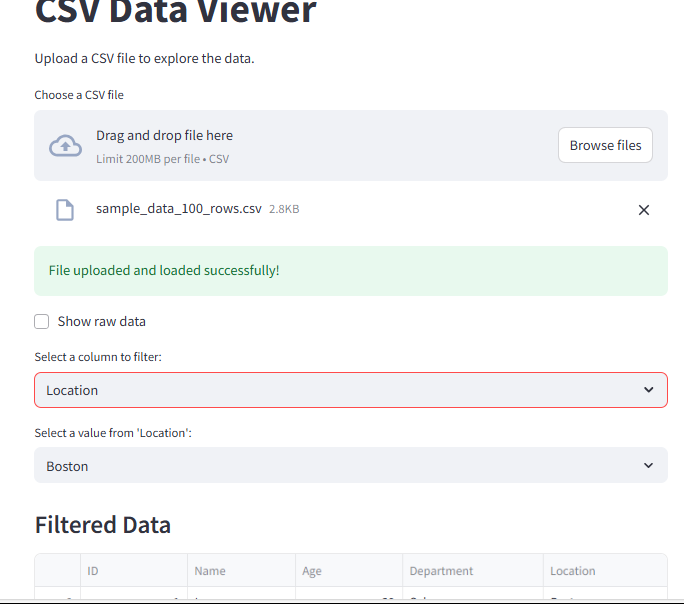 CSV Data Viewer
Upload a CSV file to explore the data.
Choose a CSV file
Drag and drop file here
Limit 200MB per file • CSV
Browse files
sample_data_100_rows.csv 2.8KB
File uploaded and loaded successfully!
Show raw data
Select a column to filter:
Location
Select a value from 'Location':
Boston
Filtered Data
ID Name Age Department Location